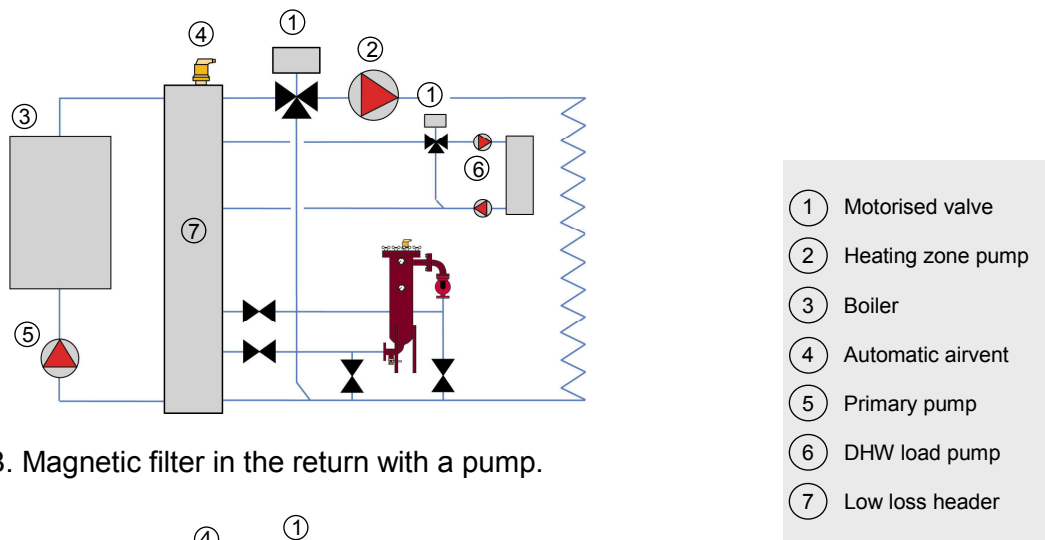 1
4
2
1
3
6
7
5
3. Magnetic filter in the return with a pump.
1
4
1 Motorised valve
2 Heating zone pump
3 Boiler
4 Automatic airvent
5 Primary pump
6 DHW load pump
7 Low loss header